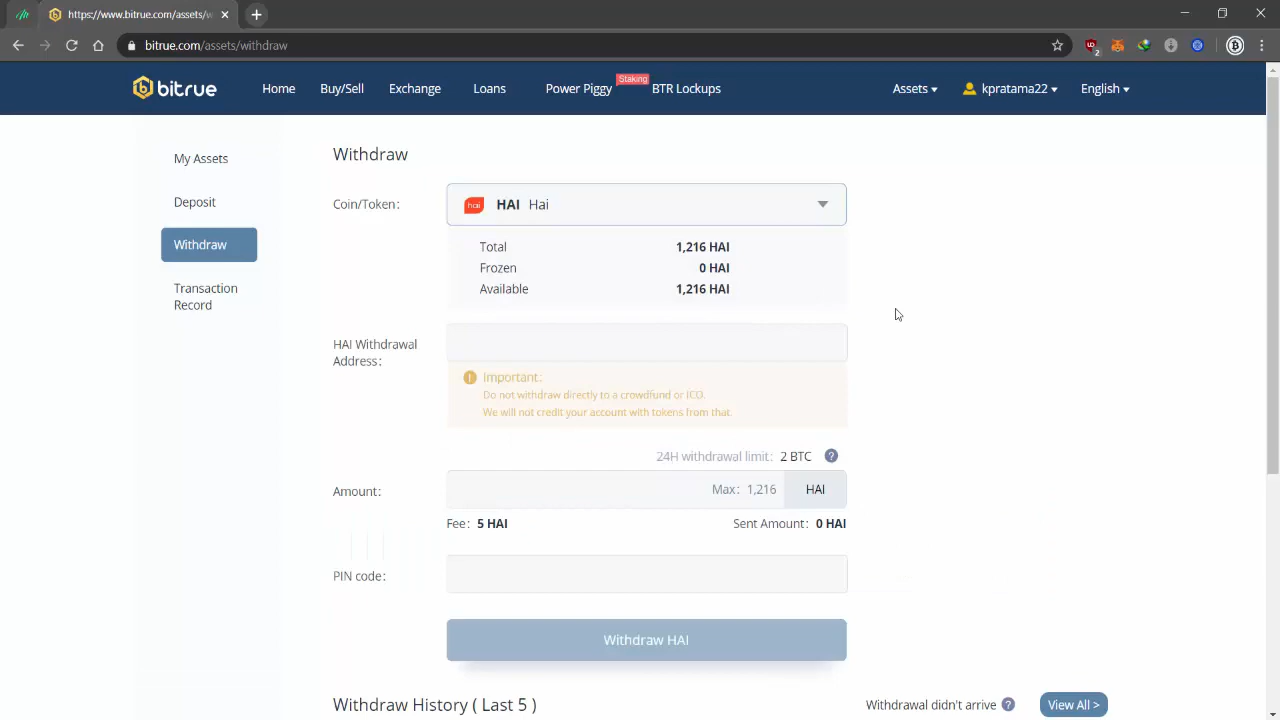 https://www.bitrue.com/assets/w
bitrue.com/assets/withdraw
2
bitrue
Home
Buy/Sell
Exchange
Loans
Power Piggy
Staking
BTR Lockups
Assets
kpratama22
English
My Assets
Deposit
Withdraw
Transaction
Record
Withdraw
Coin/Token:
hai HAI Hai
Total 1,216 HAI
Frozen 0 HAI
Available 1,216 HAI
HAI Withdrawal
Address:
Important:
Do not withdraw directly to a crowdfund or ICO.
We will not credit your account with tokens from that.
24H withdrawal limit: 2 BTC ?
Amount:
Max: 1,216 HAI
Fee: 5 HAI
Sent Amount: 0 HAI
PIN code:
Withdraw HAI
Withdraw History ( Last 5 )
Withdrawal didn't arrive ?
View All >